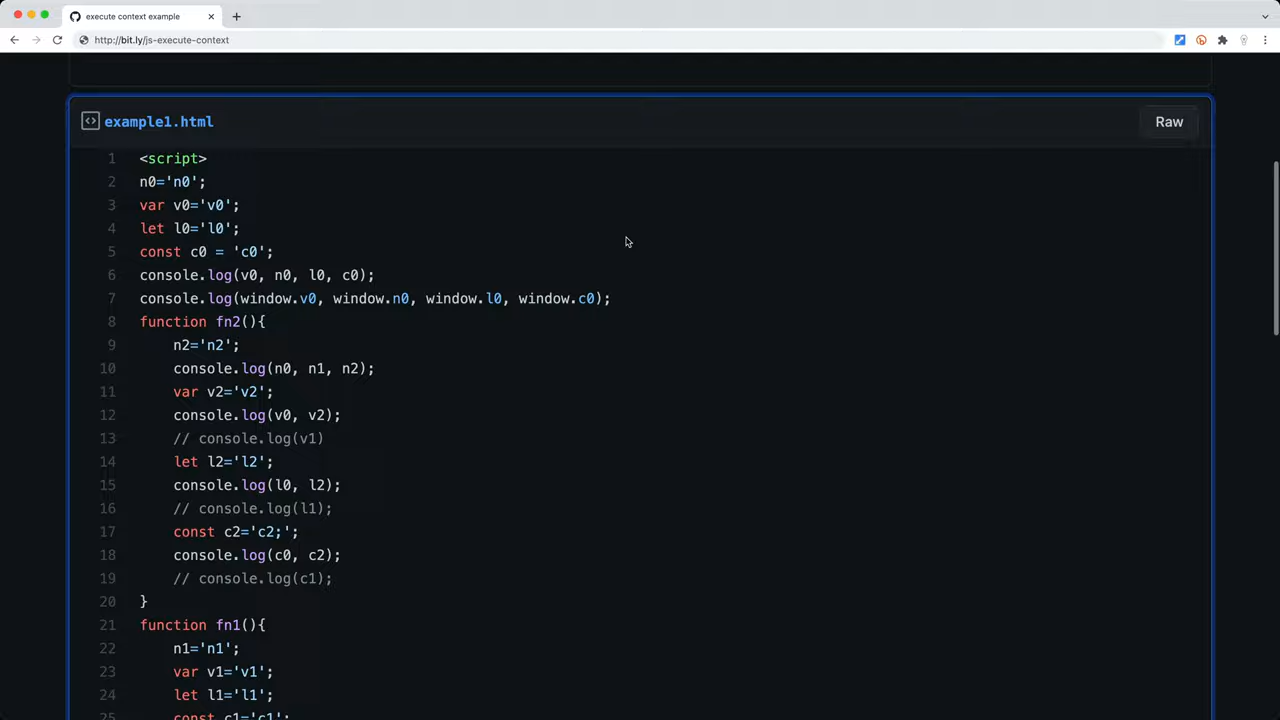 execute context example
http://bit.ly/js-execute-context
example1.html
Raw
1 <script>
2 n0='n0';
3 var v0='v0';
4 let l0='l0';
5 const c0 = 'c0';
6 console.log(v0, n0, l0, c0);
7 console.log(window.v0, window.n0, window.l0, window.c0);
8 function fn2(){
9     n2='n2';
10     console.log(n0, n1, n2);
11     var v2='v2';
12     console.log(v0, v2);
13     // console.log(v1)
14     let l2='l2';
15     console.log(l0, l2);
16     // console.log(l1);
17     const c2='c2;';
18     console.log(c0, c2);
19     // console.log(c1);
20 }
21 function fn1(){
22     n1='n1';
23     var v1='v1';
24     let l1='l1';
25     const c1='c1';